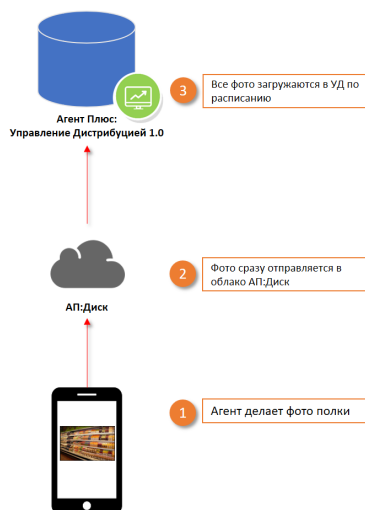 3
Все фото загружаются в УД по
расписанию
Агент Плюс:
Управление Дистрибуцией 1.0
2
Фото сразу отправляется в
облако АП:Диск
АП:Диск
1
Агент делает фото полки